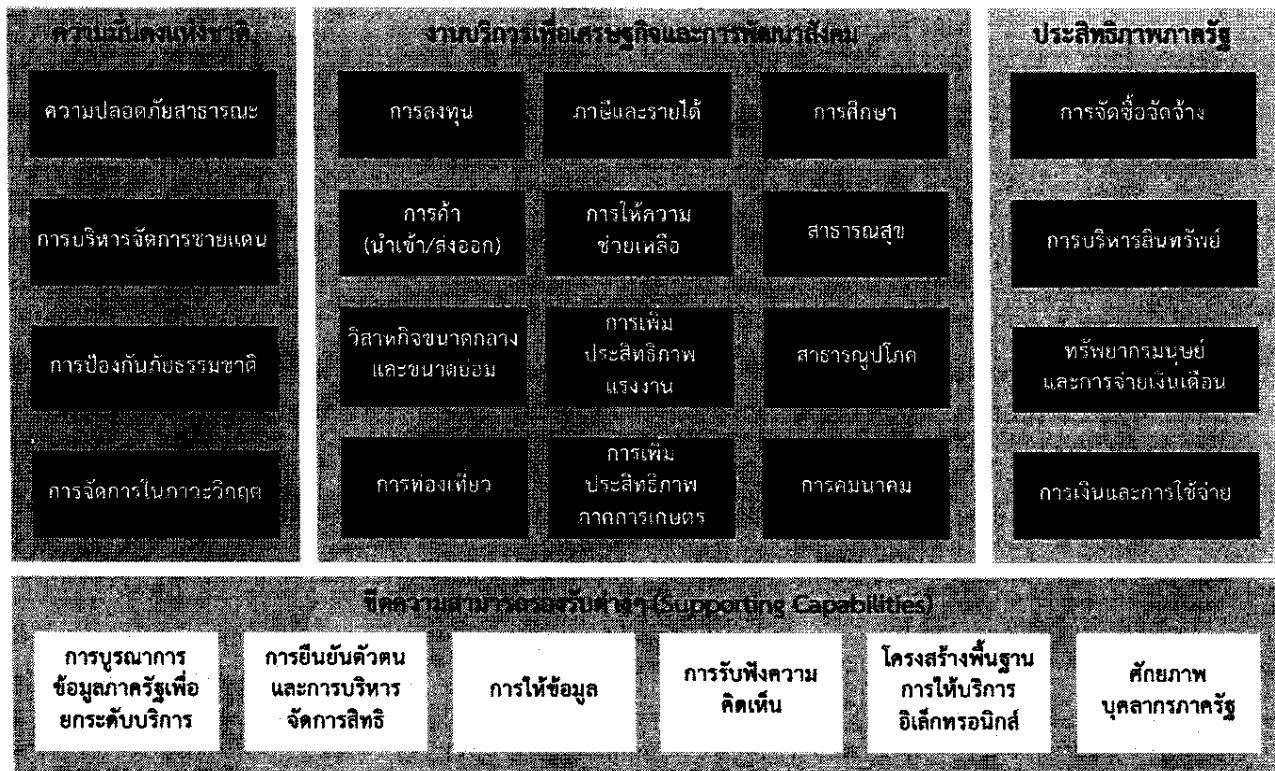 ความมั่นคงแห่งชาติ
ความปลอดภัยสาธารณะ
การบริหารจัดการชายแดน
การป้องกันภัยธรรมชาติ
การจัดการในภาวะวิกฤต
งานบริการเพื่อเศรษฐกิจและการพัฒนาสังคม
การลงทุน
ภาษีและรายได้
การศึกษา
การค้า
(นำเข้า/ส่งออก)
การให้ความ
ช่วยเหลือ
สาธารณสุข
วิสาหกิจขนาดกลาง
และขนาดย่อม
การเพิ่ม
ประสิทธิภาพ
แรงงาน
สาธารณูปโภค
การท่องเที่ยว
การเพิ่ม
ประสิทธิภาพ
ภาคการเกษตร
การคมนาคม
ประสิทธิภาพภาครัฐ
การจัดซื้อจัดจ้าง
การบริหารสินทรัพย์
ทรัพยากรมนุษย์
และการจ่ายเงินเดือน
การเงินและการใช้จ่าย
ขีดความสามารถรองรับต่างๆ (Supporting Capabilities)
การบูรณาการ
ข้อมูลภาครัฐเพื่อ
ยกระดับบริการ
การยืนยันตัวตน
และการบริหาร
จัดการสิทธิ
การให้ข้อมูล
การรับฟังความ
คิดเห็น
โครงสร้างพื้นฐาน
การให้บริการ
อิเล็กทรอนิกส์
ศักยภาพ
บุคลากรภาครัฐ